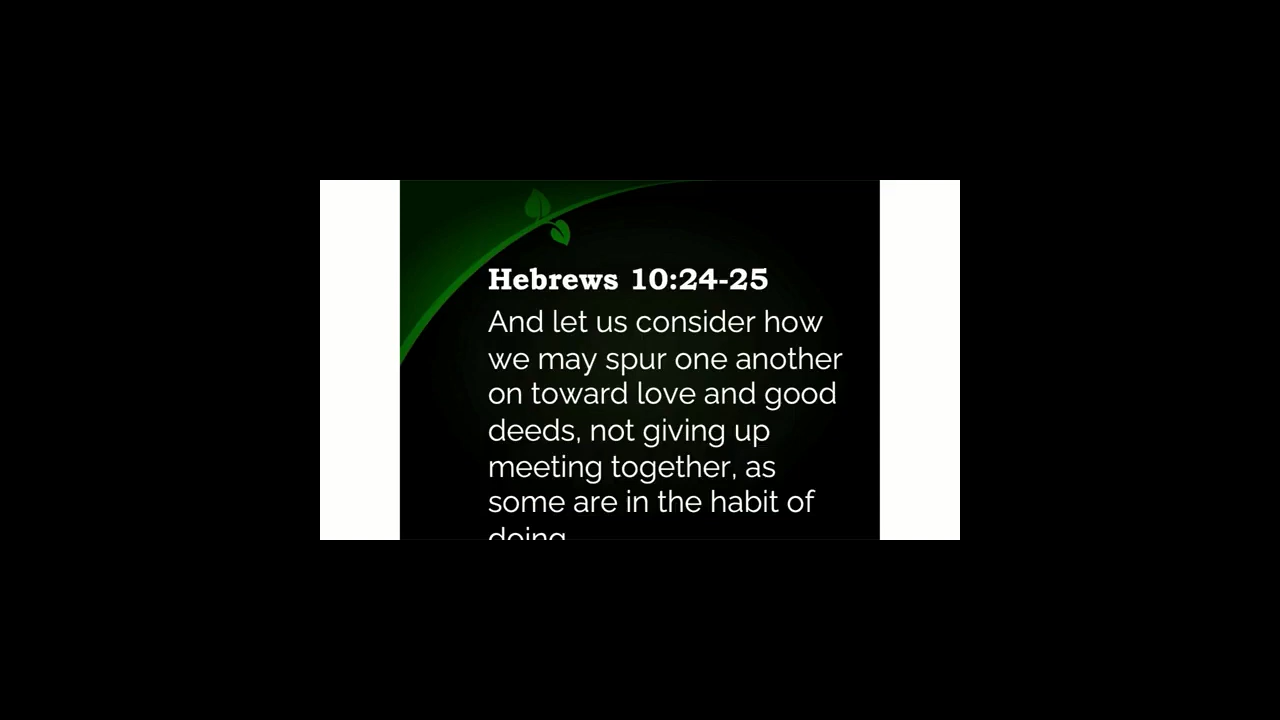 Hebrews 10:24-25
And let us consider how
we may spur one another
on toward love and good
deeds, not giving up
meeting together, as
some are in the habit of
doing